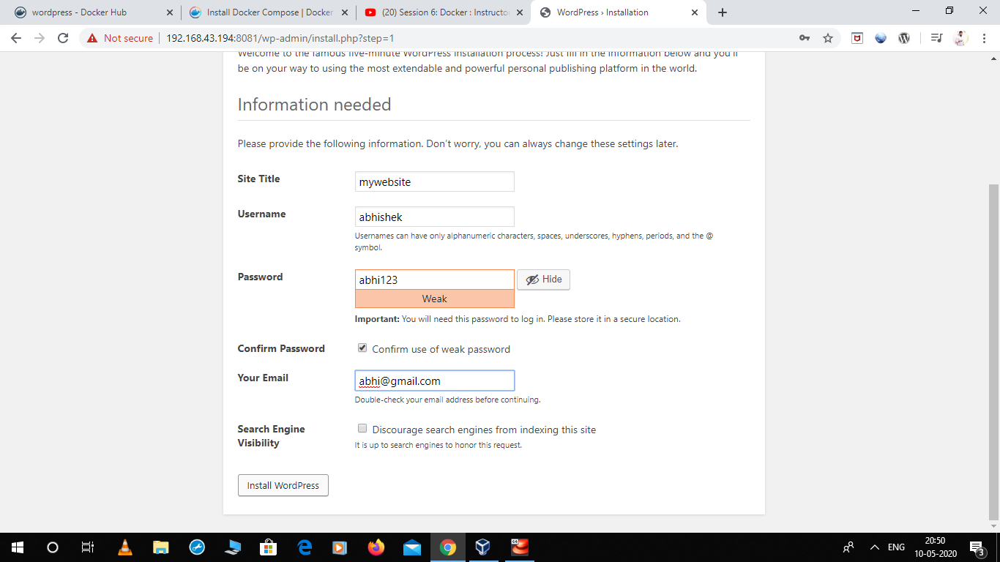 wordpress - Docker Hub
Install Docker Compose | Docker
(20) Session 6: Docker : Instructo
WordPress › Installation
Not secure
192.168.43.194:8081/wp-admin/install.php?step=1
Welcome to the famous five-minute WordPress installation process! Just fill in the information below and you'll
be on your way to using the most extendable and powerful personal publishing platform in the world.
Information needed
Please provide the following information. Don't worry, you can always change these settings later.
Site Title
mywebsite
Username
abhishek
Usernames can have only alphanumeric characters, spaces, underscores, hyphens, periods, and the @
symbol.
Password
abhi123
Hide
Weak
Important: You will need this password to log in. Please store it in a secure location.
Confirm Password
Confirm use of weak password
Your Email
abhi@gmail.com
Double-check your email address before continuing.
Search Engine
Visibility
Discourage search engines from indexing this site
It is up to search engines to honor this request.
Install WordPress
ENG
20:50
10-05-2020
3